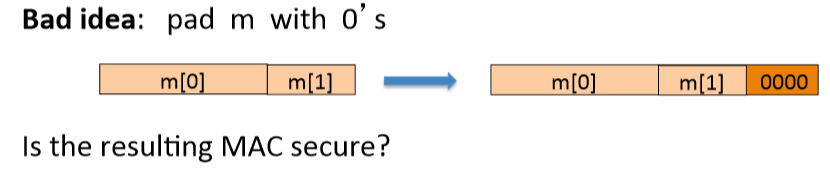 Bad idea: pad m with 0's
m[0] m[1] m[0] m[1] 0000
Is the resulting MAC secure?